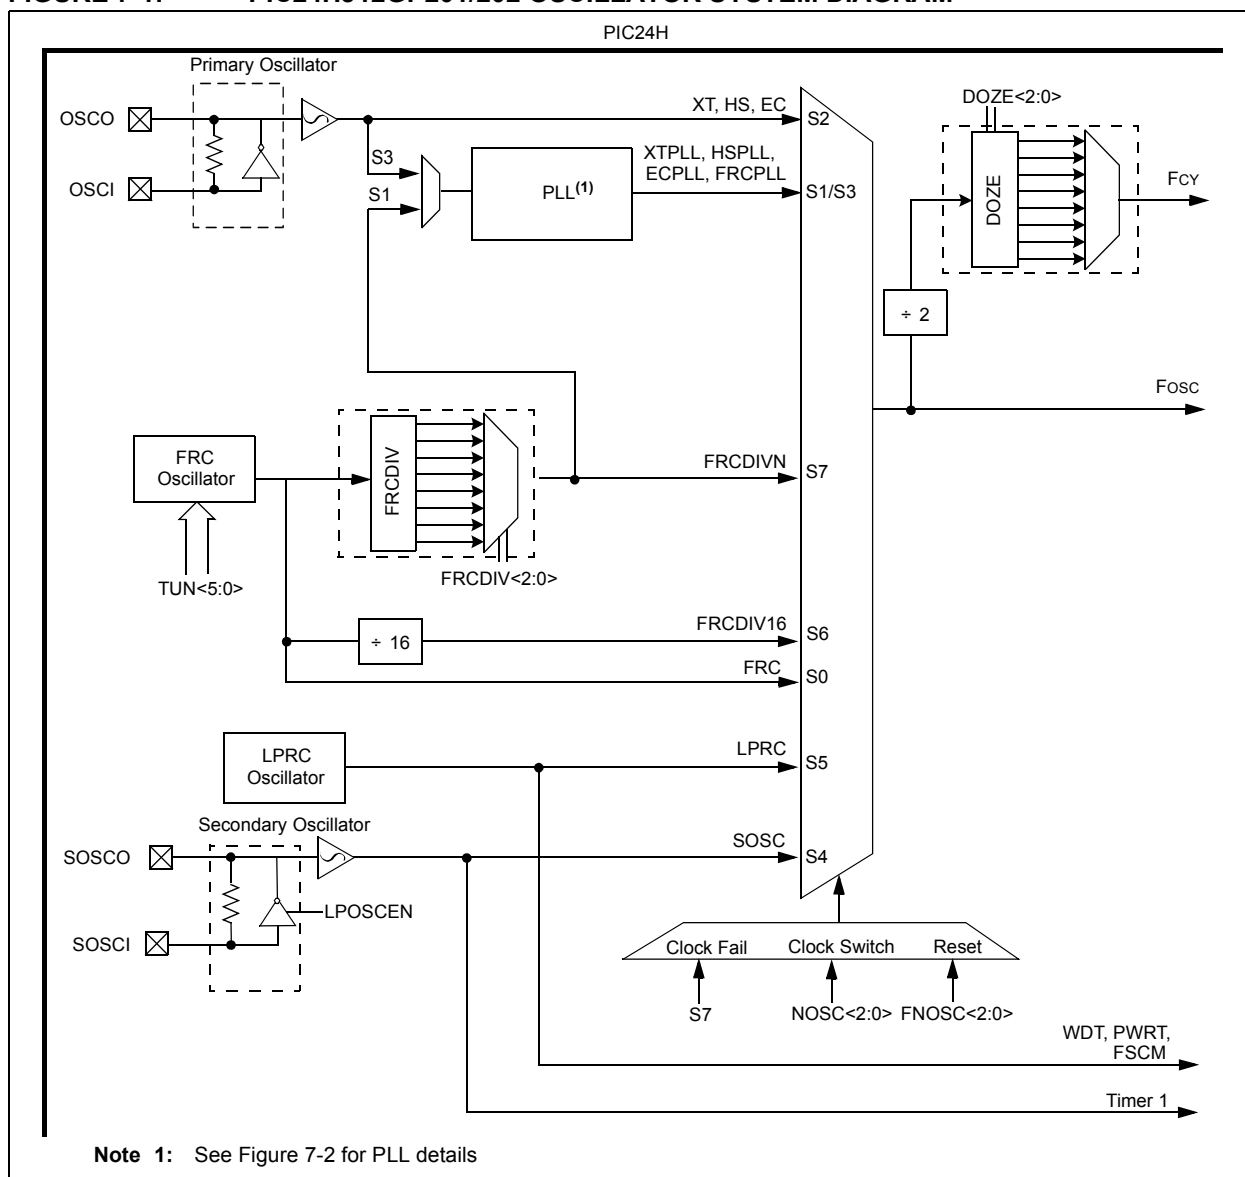 PIC24H
Primary Oscillator
OSCO
OSCI
XT, HS, EC
S2
S3
S1
PLL(1)
XTPLL, HSPLL,
ECPLL, FRCPLL
S1/S3
DOZE<2:0>
DOZE
FCY
÷ 2
FOSC
FRC
Oscillator
TUN<5:0>
FRCDIV
FRCDIV<2:0>
FRCDIVN
S7
÷ 16
FRCDIV16
S6
FRC
S0
LPRC
Oscillator
LPRC
S5
Secondary Oscillator
SOSCO
SOSCI
LPOSCEN
SOSC
S4
Clock Fail
Clock Switch
Reset
S7
NOSC<2:0>
FNOSC<2:0>
WDT, PWRT,
FSCM
Timer 1
Note 1: See Figure 7-2 for PLL details